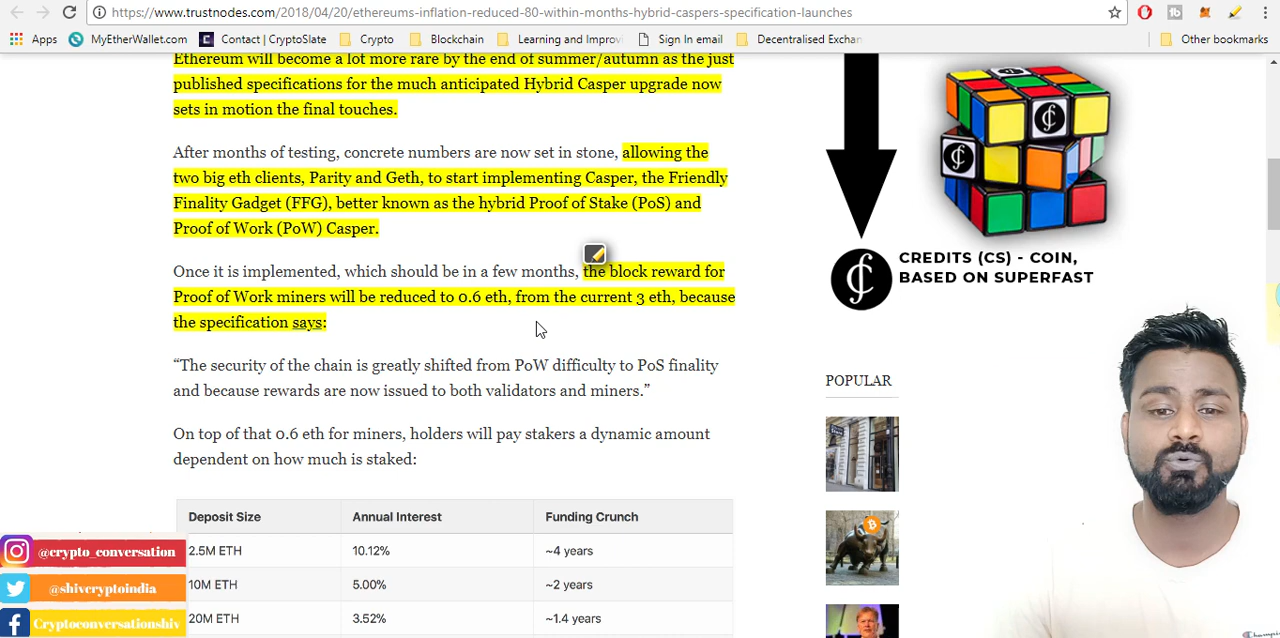 https://www.trustnodes.com/2018/04/20/ethereums-inflation-reduced-80-within-months-hybrid-caspers-specification-launches
Apps MyEtherWallet.com Contact | CryptoSlate Crypto Blockchain Learning and Improvi Sign In email Decentralised Exchan Other bookmarks
Ethereum will become a lot more rare by the end of summer/autumn as the just
published specifications for the much anticipated Hybrid Casper upgrade now
sets in motion the final touches.
After months of testing, concrete numbers are now set in stone, allowing the
two big eth clients, Parity and Geth, to start implementing Casper, the Friendly
Finality Gadget (FFG), better known as the hybrid Proof of Stake (PoS) and
Proof of Work (PoW) Casper.
Once it is implemented, which should be in a few months, the block reward for
Proof of Work miners will be reduced to 0.6 eth, from the current 3 eth, because
the specification says:
“The security of the chain is greatly shifted from PoW difficulty to PoS finality
and because rewards are now issued to both validators and miners.”
On top of that 0.6 eth for miners, holders will pay stakers a dynamic amount
dependent on how much is staked:
Deposit Size Annual Interest Funding Crunch
2.5M ETH 10.12% ~4 years
10M ETH 5.00% ~2 years
20M ETH 3.52% ~1.4 years
CREDITS (CS) - COIN,
BASED ON SUPERFAST
POPULAR
@crypto_conversation
@shivcryptoindia
Cryptoconversationshiv
Champion